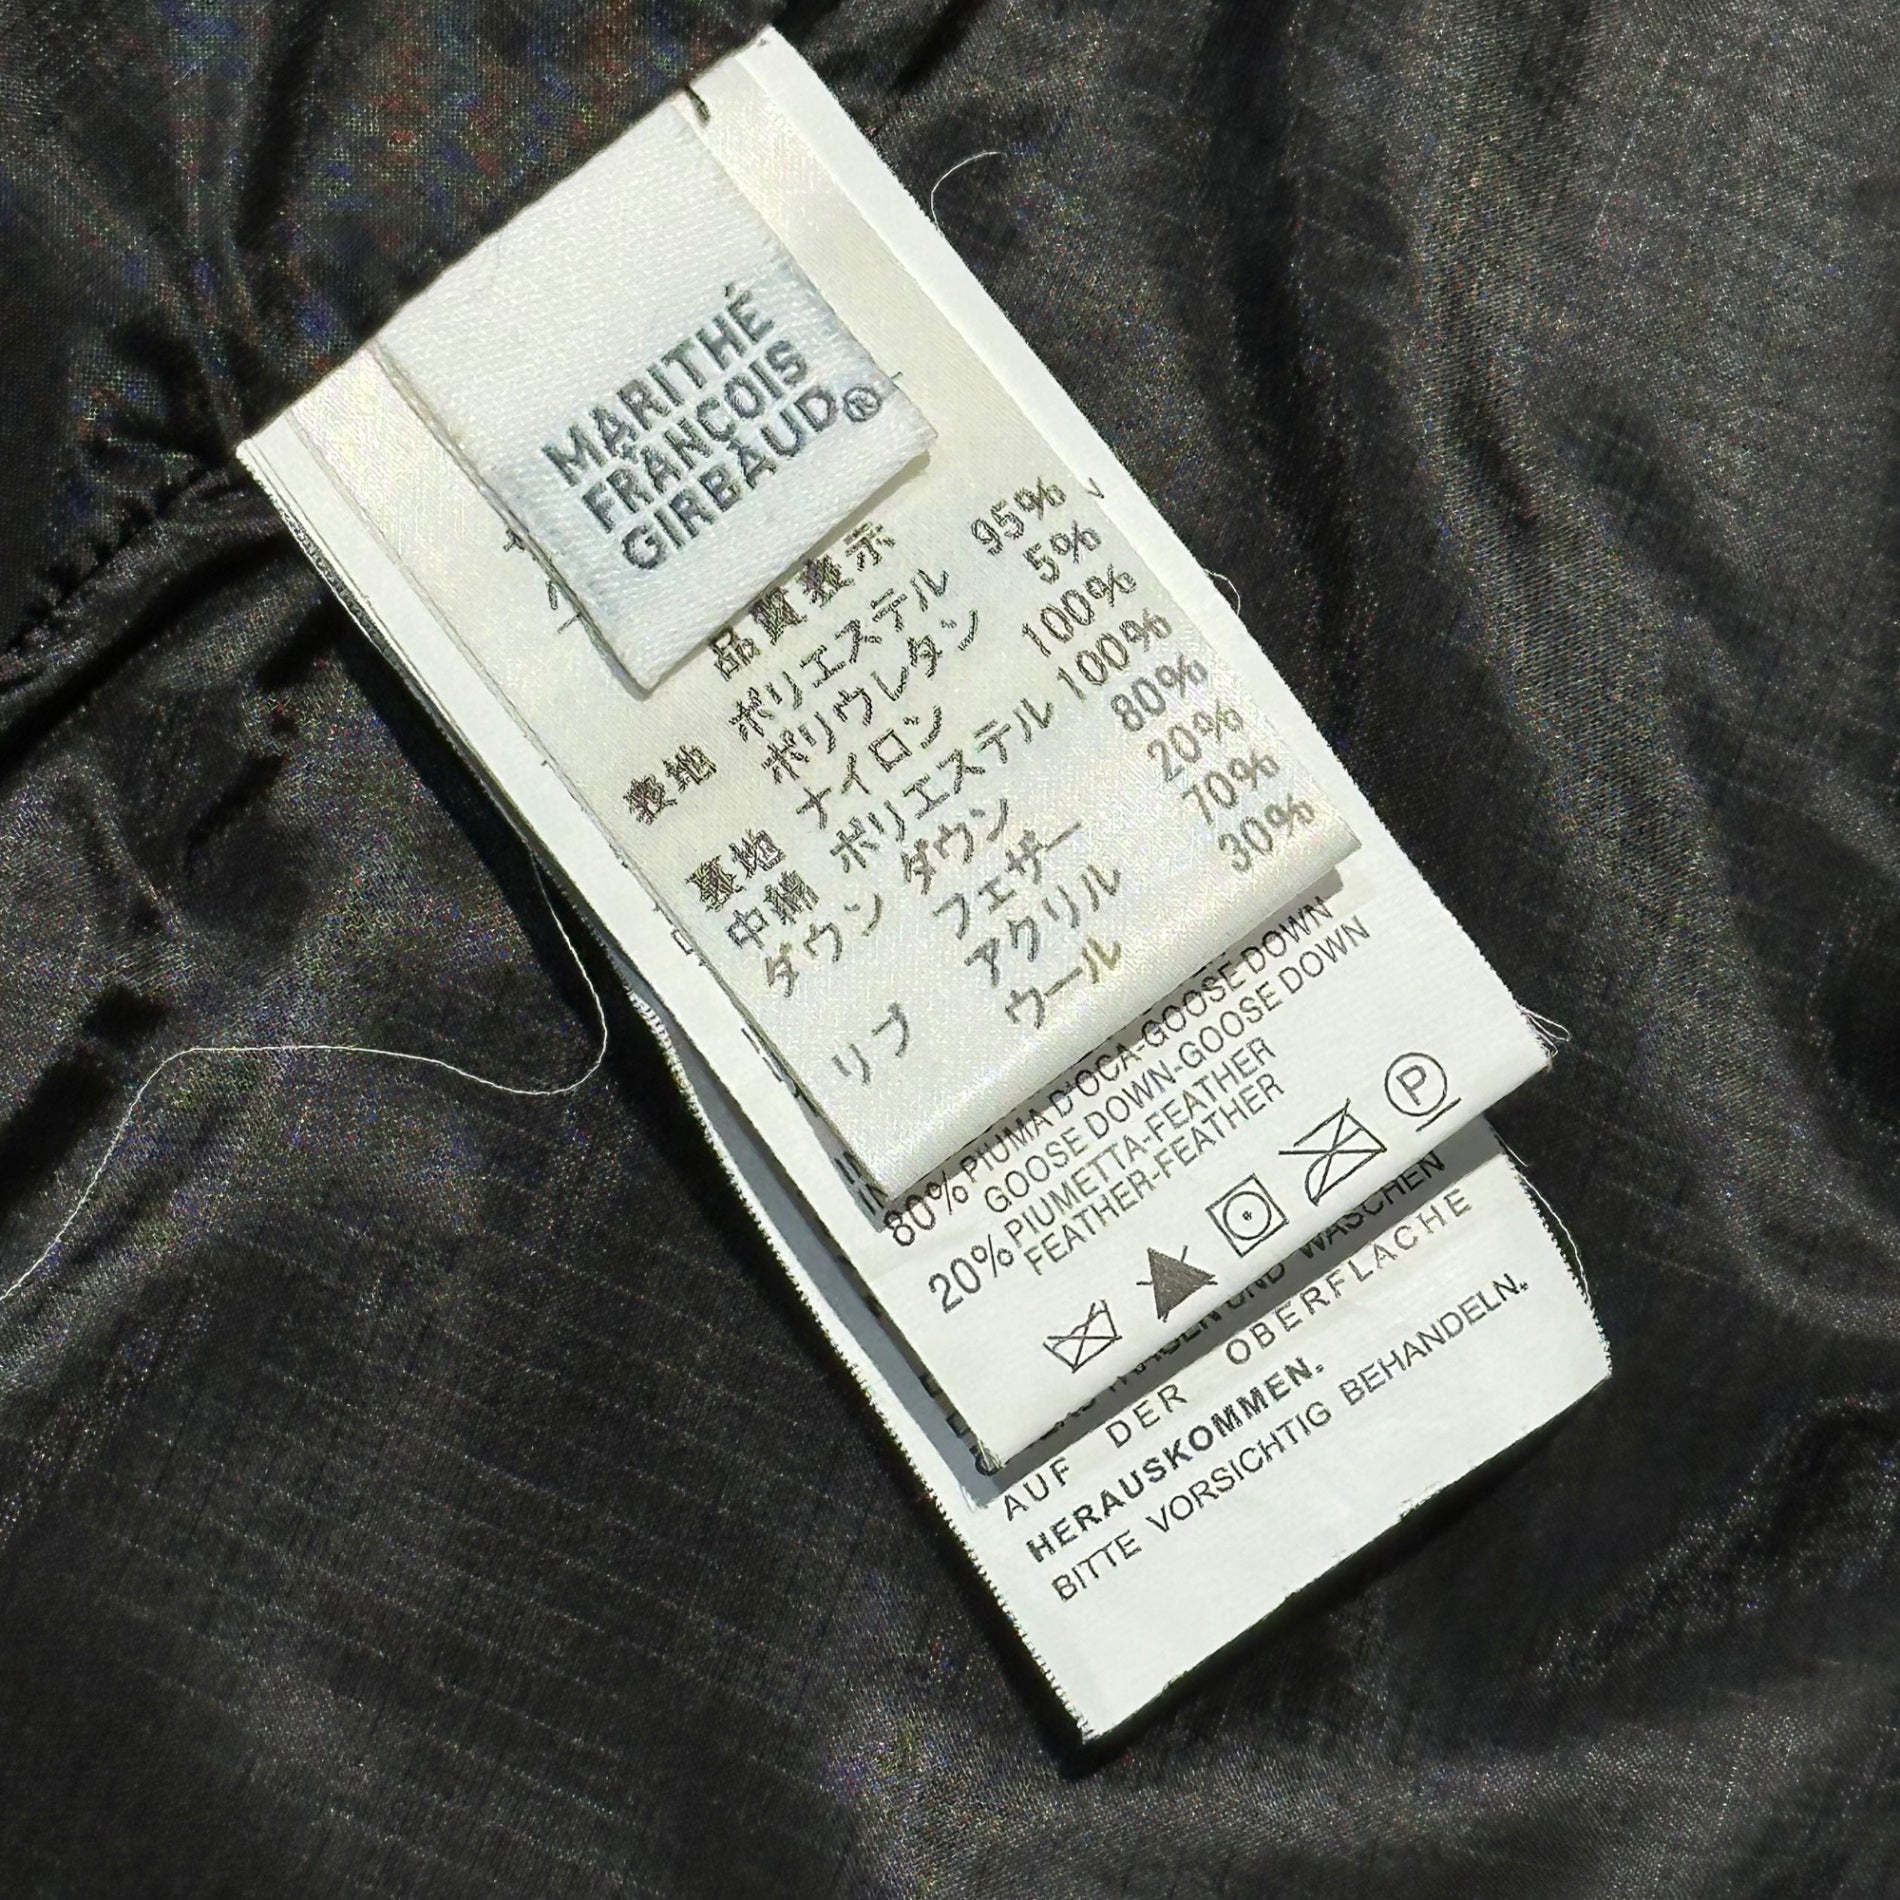 MARITHÉ
FRANÇOIS
GIRBAUD®
品質表示
表地 ポリエステル 95%
ポリウレタン 5%
裏地 ナイロン 100%
中綿 ポリエステル 100%
ダウン ダウン 80%
フェザー 20%
リブ アクリル 70%
ウール 30%
80% PIUMA D'OCA-GOOSE DOWN
GOOSE DOWN-GOOSE DOWN
20% PIUMETTA-FEATHER
FEATHER-FEATHER
P
UND WASCHEN
AUF DER OBERFLACHE
HERAUSKOMMEN.
BITTE VORSICHTIG BEHANDELN.